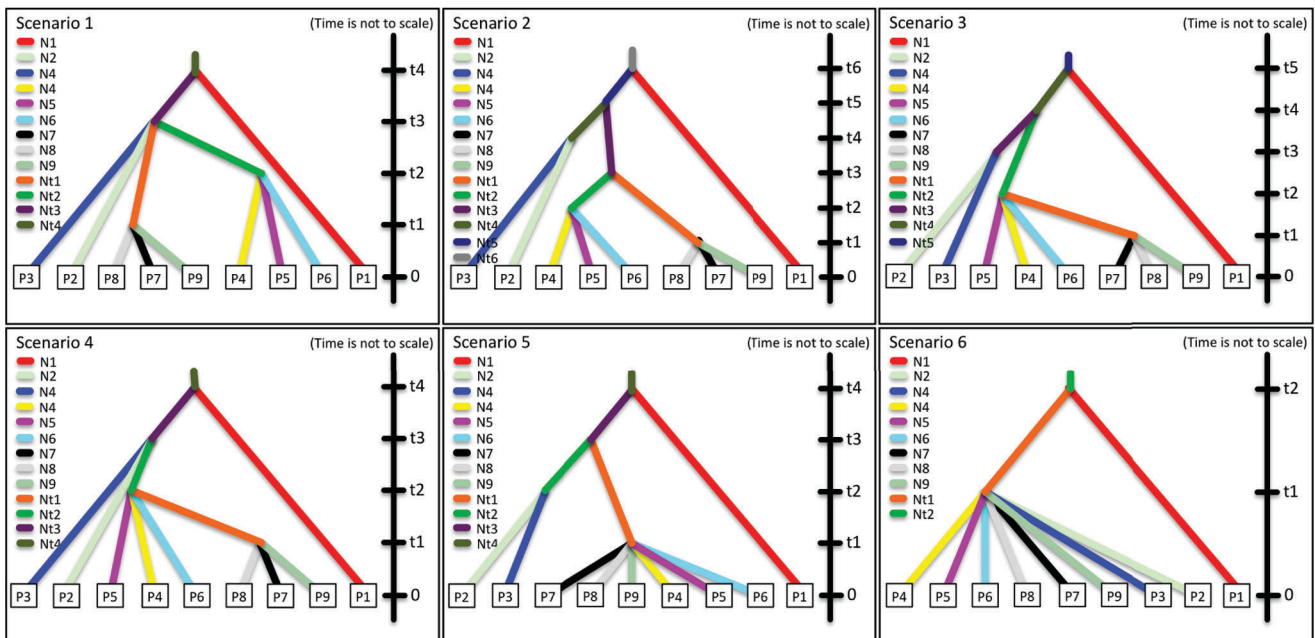 Scenario 1 (Time is not to scale)
N1
N2
N4
N4
N5
N6
N7
N8
N9
Nt1
Nt2
Nt3
Nt4
t4
t3
t2
t1
0
P3 P2 P8 P7 P9 P4 P5 P6 P1
Scenario 2 (Time is not to scale)
N1
N2
N4
N4
N5
N6
N7
N8
N9
Nt1
Nt2
Nt3
Nt4
Nt5
Nt6
t6
t5
t4
t3
t2
t1
0
P3 P2 P4 P5 P6 P8 P7 P9 P1
Scenario 3 (Time is not to scale)
N1
N2
N4
N4
N5
N6
N7
N8
N9
Nt1
Nt2
Nt3
Nt4
Nt5
t5
t4
t3
t2
t1
0
P2 P3 P5 P4 P6 P7 P8 P9 P1
Scenario 4 (Time is not to scale)
N1
N2
N4
N4
N5
N6
N7
N8
N9
Nt1
Nt2
Nt3
Nt4
t4
t3
t2
t1
0
P3 P2 P5 P4 P6 P8 P7 P9 P1
Scenario 5 (Time is not to scale)
N1
N2
N4
N4
N5
N6
N7
N8
N9
Nt1
Nt2
Nt3
Nt4
t4
t3
t2
t1
0
P2 P3 P7 P8 P9 P4 P5 P6 P1
Scenario 6 (Time is not to scale)
N1
N2
N4
N4
N5
N6
N7
N8
N9
Nt1
Nt2
t2
t1
0
P4 P5 P6 P8 P7 P9 P3 P2 P1